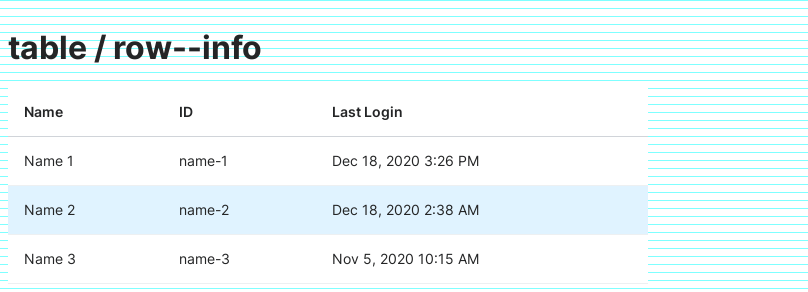 table / row--info
Name ID Last Login
Name 1 name-1 Dec 18, 2020 3:26 PM
Name 2 name-2 Dec 18, 2020 2:38 AM
Name 3 name-3 Nov 5, 2020 10:15 AM